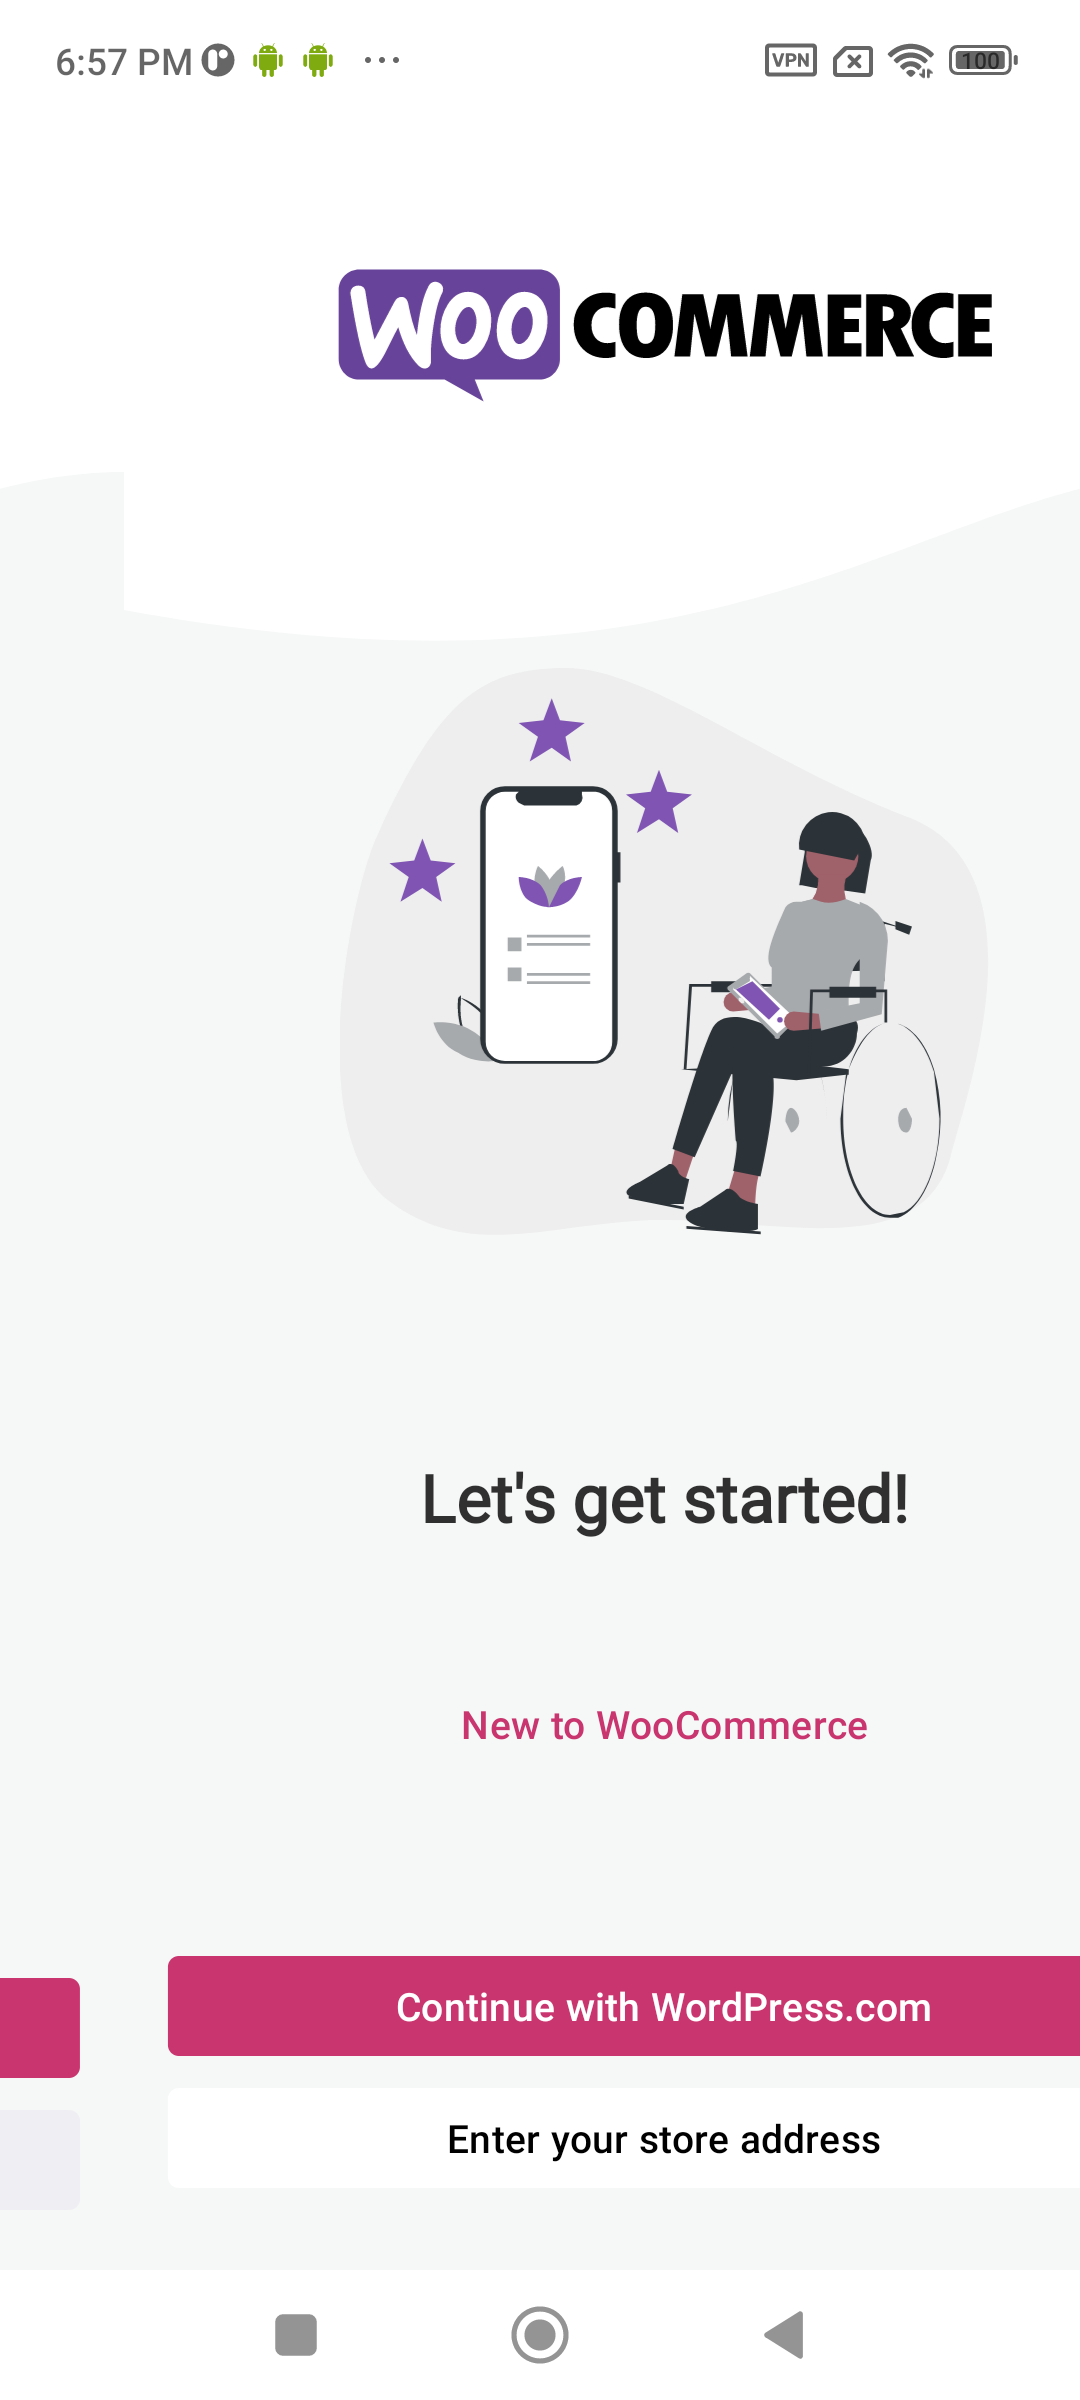 6:57 PM
VPN
100
WOO COMMERCE
Let's get started!
New to WooCommerce
Continue with WordPress.com
Enter your store address